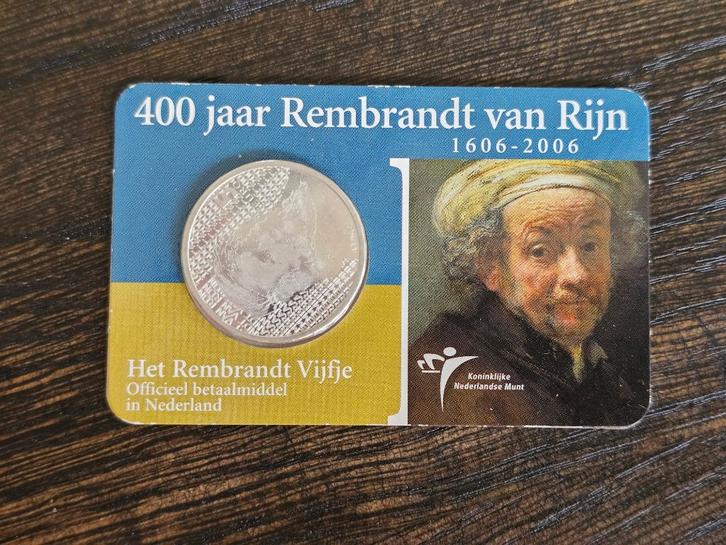 400 jaar Rembrandt van Rijn
1606-2006
Het Rembrandt Vijfje
Officieel betaalmiddel
in Nederland
Koninklijke
Nederlandse Munt